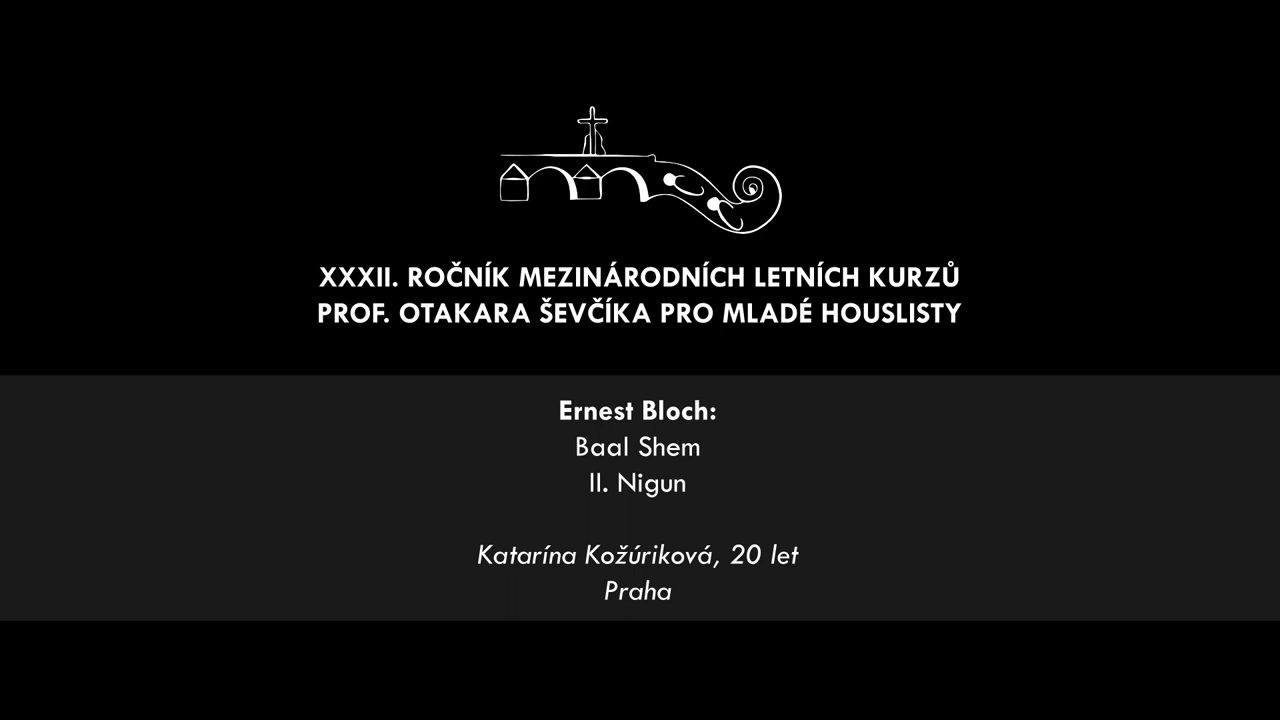 XXXII. ROČNÍK MEZINÁRODNÍCH LETNÍCH KURZŮ
PROF. OTAKARA ŠEVČÍKA PRO MLADÉ HOUSLISTY
Ernest Bloch:
Baal Shem
II. Nigun
Katarína Kožúriková, 20 let
Praha